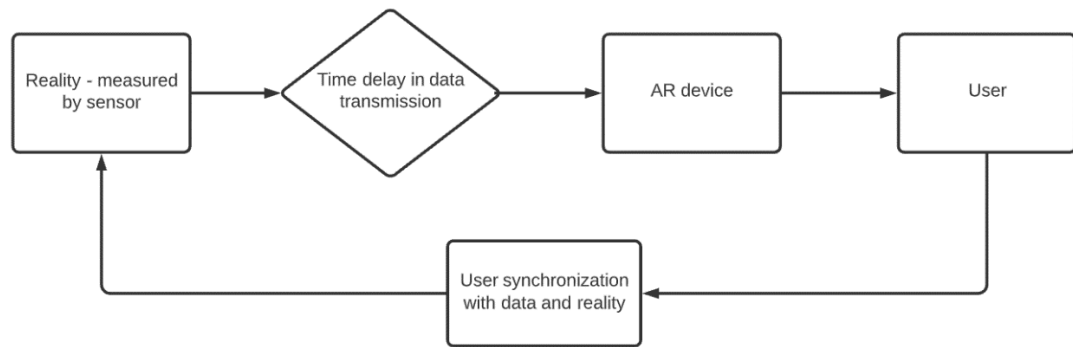 Reality - measured
by sensor
Time delay in data
transmission
AR device
User
User synchronization
with data and reality